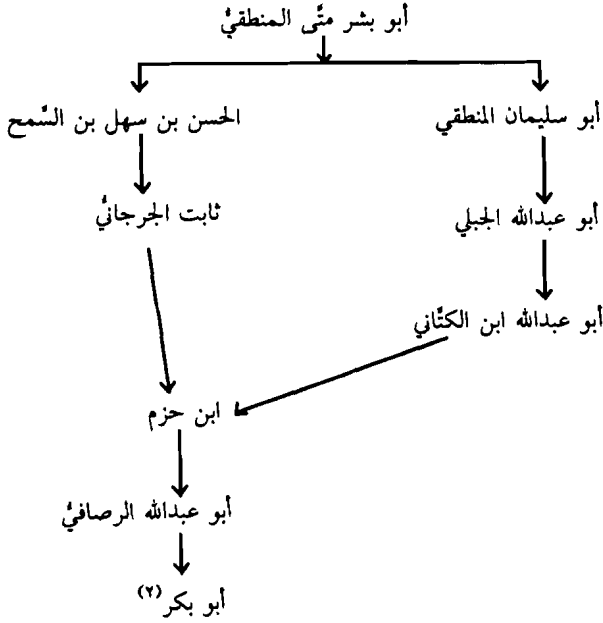 أبو بشر متَّى المنطقيُّ
أبو سليمان المنطقي
الحسن بن سهل بن السَّمح
أبو عبدالله الجبلي
ثابت الجرجانيُّ
أبو عبدالله ابن الكتَّاني
ابن حزم
أبو عبدالله الرصافيُّ
أبو بكر(٢)